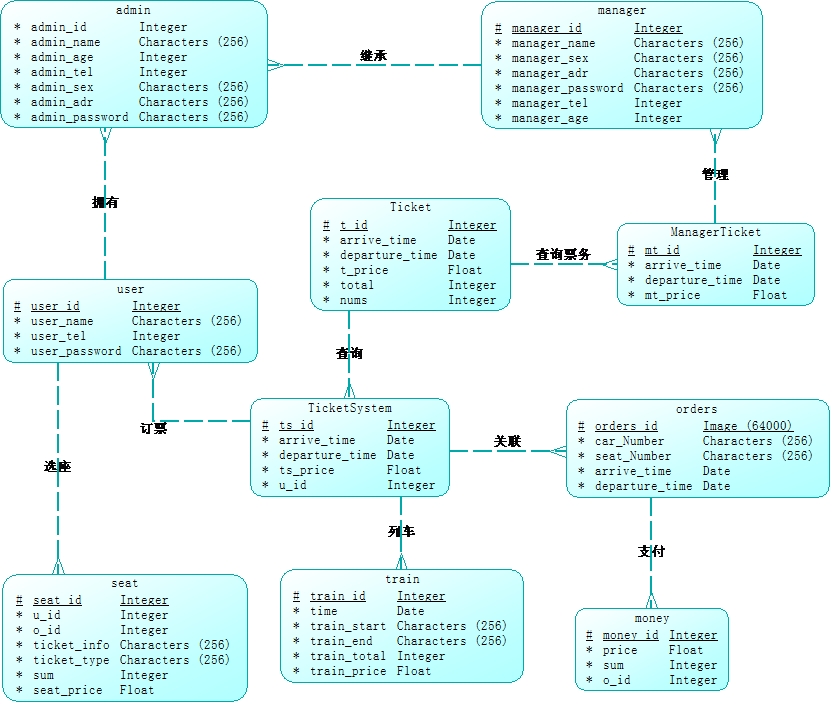 admin
* admin_id Integer
* admin_name Characters (256)
* admin_age Integer
* admin_tel Integer
* admin_sex Characters (256)
* admin_adr Characters (256)
* admin_password Characters (256)
继承
manager
# manager_id Integer
* manager_name Characters (256)
* manager_sex Characters (256)
* manager_adr Characters (256)
* manager_password Characters (256)
* manager_tel Integer
* manager_age Integer
拥有
管理
Ticket
# t_id Integer
* arrive_time Date
* departure_time Date
* t_price Float
* total Integer
* nums Integer
查询票务
ManagerTicket
# mt_id Integer
* arrive_time Date
* departure_time Date
* mt_price Float
user
# user_id Integer
* user_name Characters (256)
* user_tel Integer
* user_password Characters (256)
查询
订票
选座
TicketSystem
# ts_id Integer
* arrive_time Date
* departure_time Date
* ts_price Float
* u_id Integer
关联
orders
# orders_id Image (64000)
* car_Number Characters (256)
* seat_Number Characters (256)
* arrive_time Date
* departure_time Date
列车
支付
seat
# seat_id Integer
* u_id Integer
* o_id Integer
* ticket_info Characters (256)
* ticket_type Characters (256)
* sum Integer
* seat_price Float
train
# train_id Integer
* time Date
* train_start Characters (256)
* train_end Characters (256)
* train_total Integer
* train_price Float
money
# money_id Integer
* price Float
* sum Integer
* o_id Integer